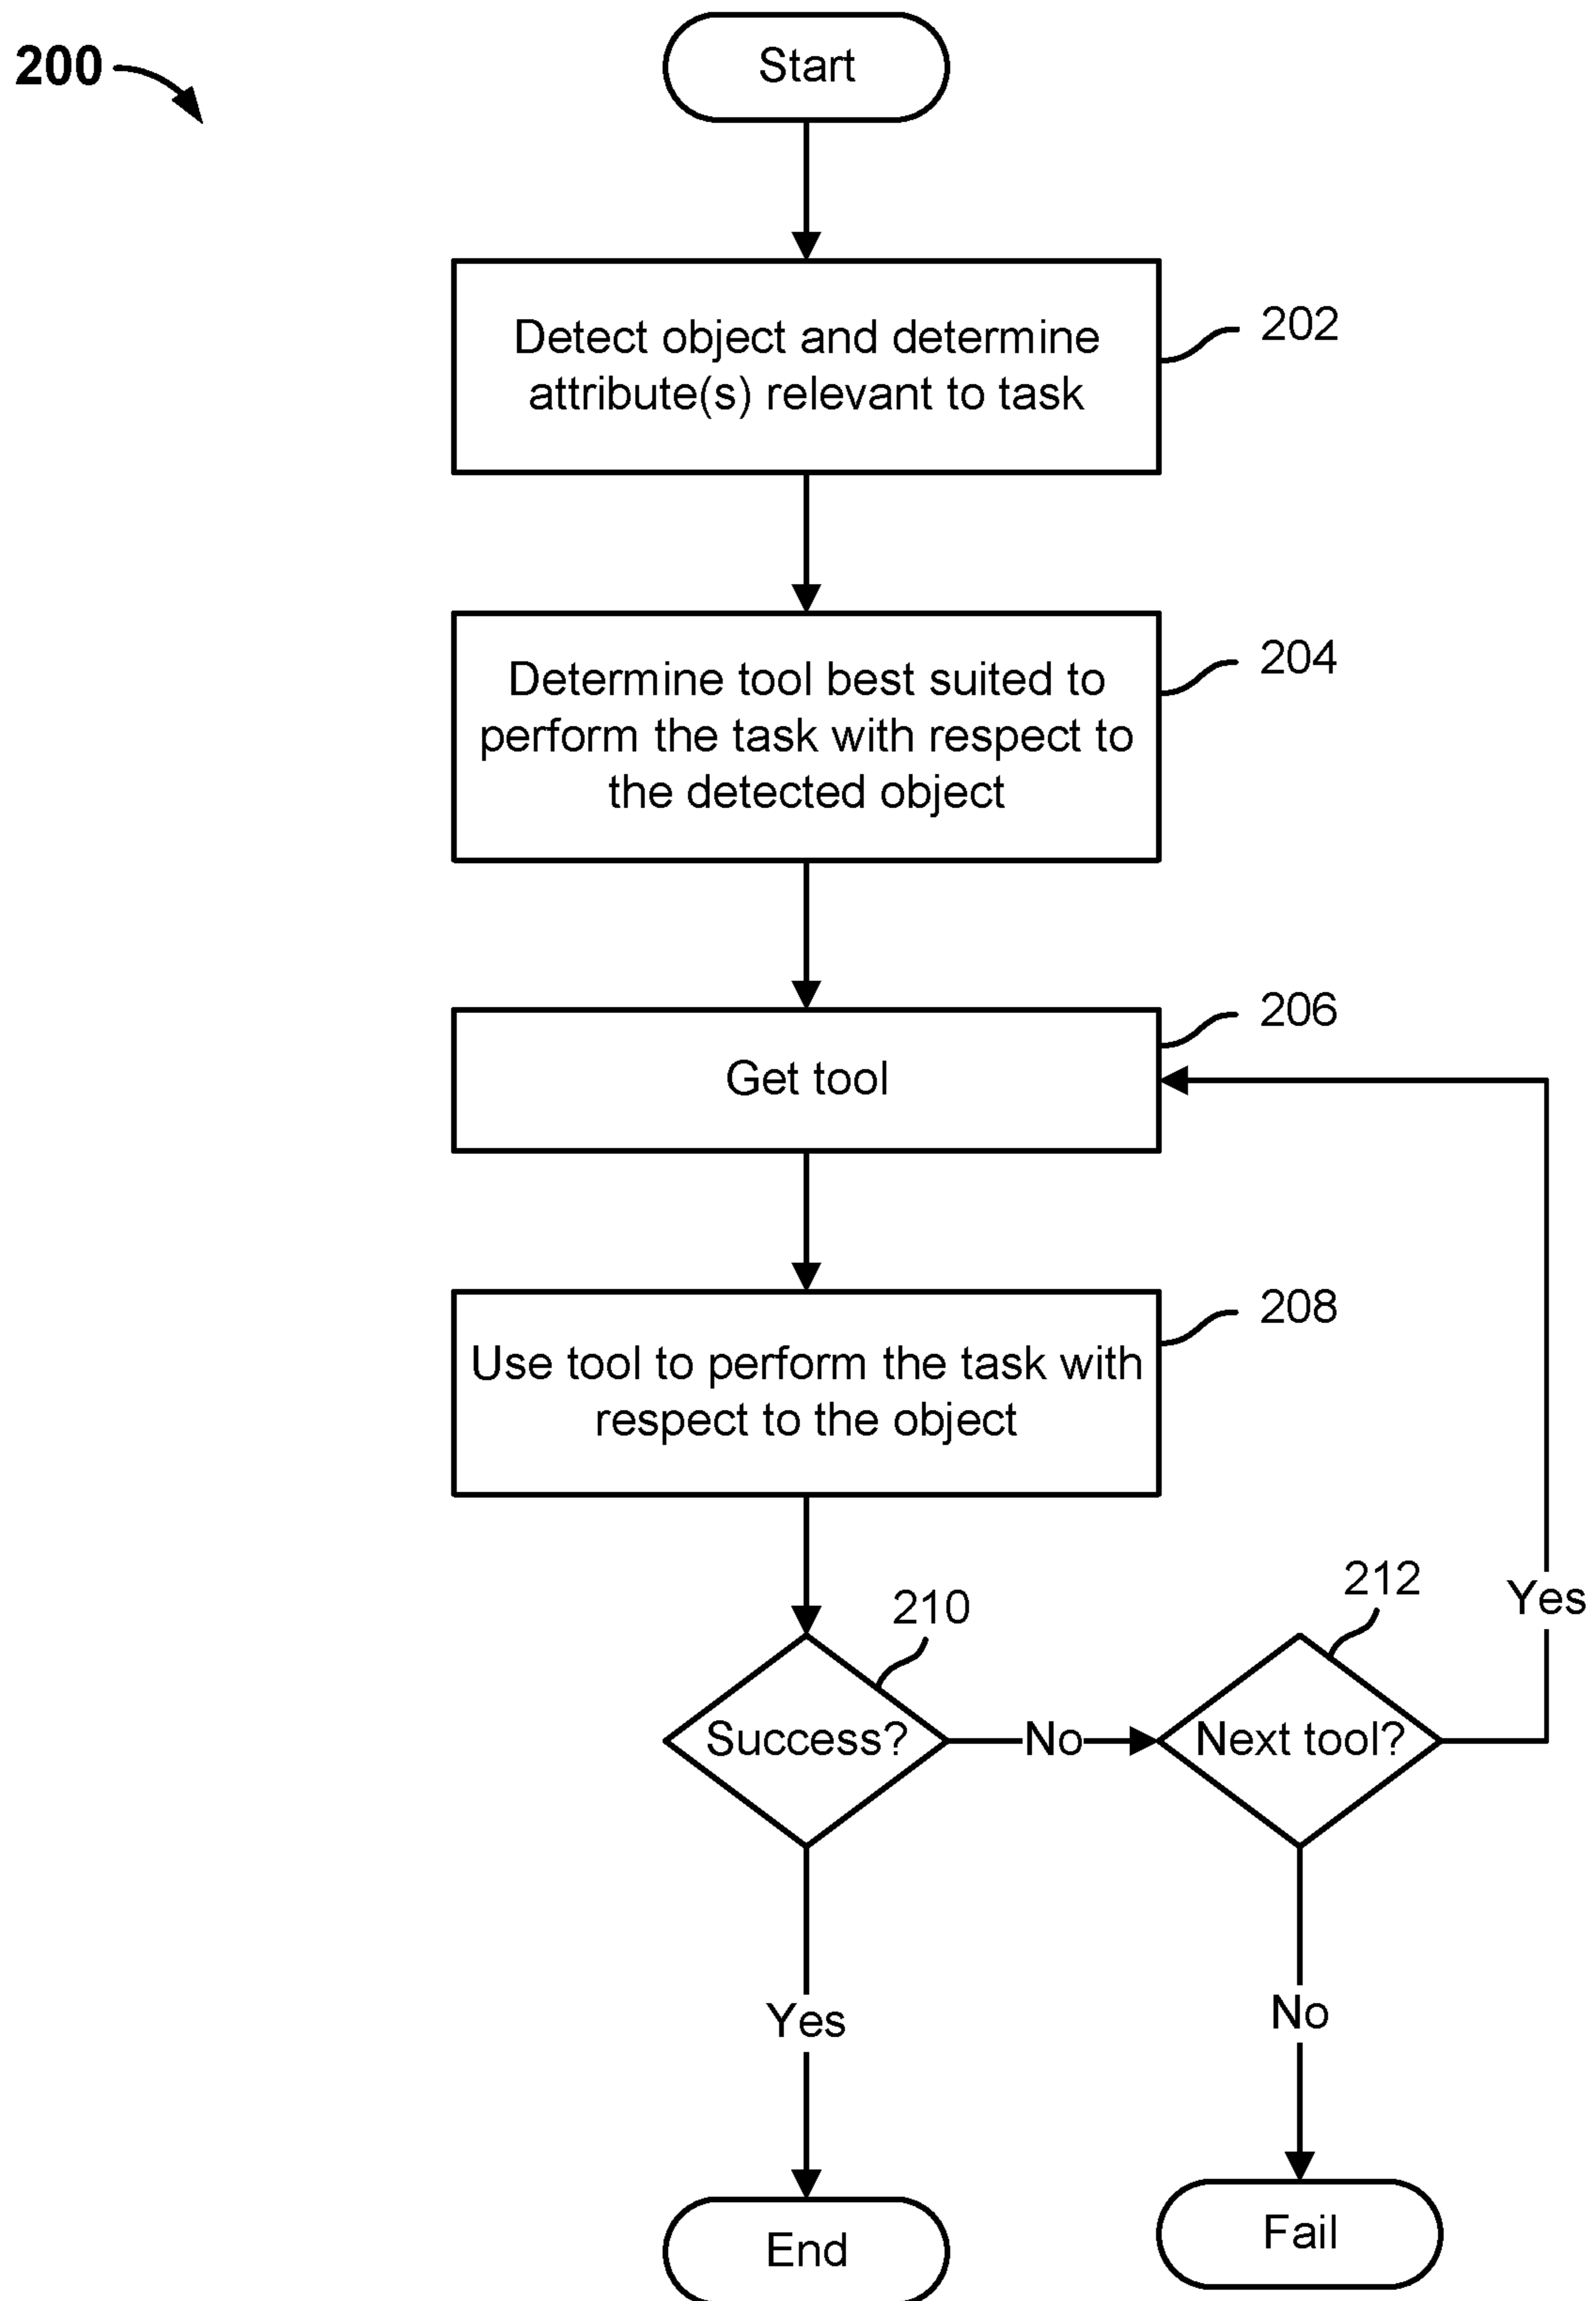 200
Start
Detect object and determine
attribute(s) relevant to task
202
Determine tool best suited to
perform the task with respect to
the detected object
204
Get tool
206
Use tool to perform the task with
respect to the object
208
Success?
210
No
Next tool?
212
Yes
Yes
No
End
Fail